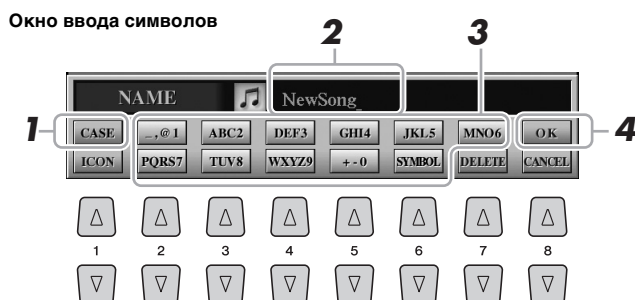 Окно ввода символов
2
3
NAME NewSong_
1
CASE _,@1 ABC2 DEF3 GHI4 JKL5 MNO6 OK
4
ICON PQRS7 TUV8 WXYZ9 +-0 SYMBOL DELETE CANCEL
1 2 3 4 5 6 7 8